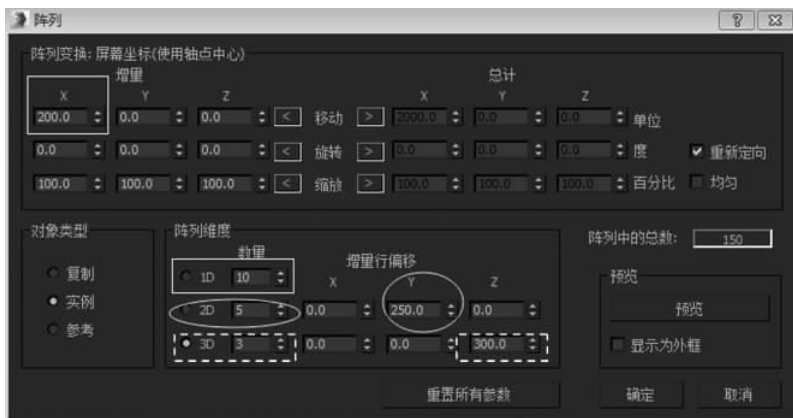 阵列
阵列变换: 屏幕坐标(使用轴点中心)
增量 总计
X Y Z X Y Z
200.0 0.0 0.0 < 移动 > 2000.0 0.0 0.0 单位
0.0 0.0 0.0 < 旋转 > 0.0 0.0 0.0 度 重新定向
100.0 100.0 100.0 < 缩放 > 100.0 100.0 100.0 百分比 均匀
对象类型 阵列维度 阵列中的总数: 150
数量 增量行偏移
复制 1D 10 X Y Z 预览
实例 2D 5 0.0 250.0 0.0 预览
参考 3D 3 0.0 0.0 300.0 显示为外框
重置所有参数 确定 取消